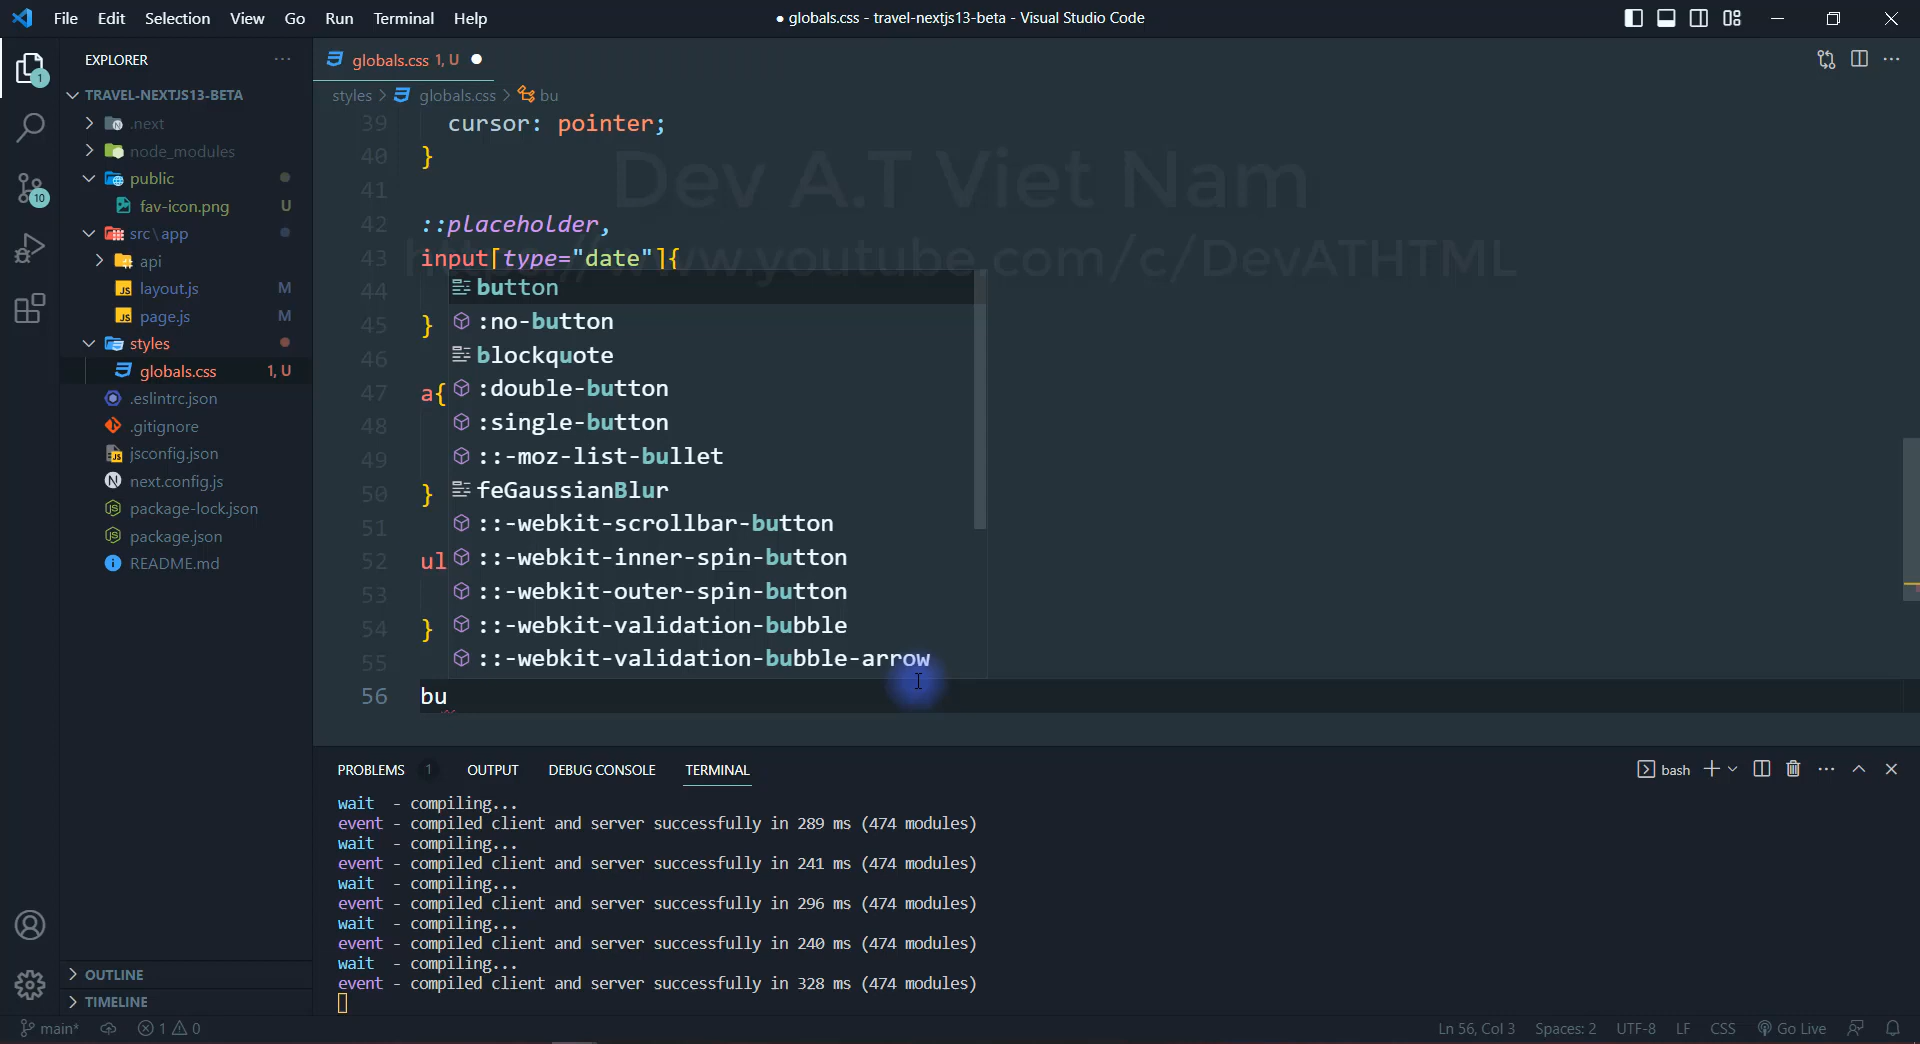 File Edit Selection View Go Run Terminal Help
● globals.css - travel-nextjs13-beta - Visual Studio Code
EXPLORER
TRAVEL-NEXTJS13-BETA
.next
node_modules
public
fav-icon.png U
src\app
api
layout.js M
page.js M
styles
globals.css 1, U
.eslintrc.json
.gitignore
jsconfig.json
next.config.js
package-lock.json
package.json
README.md
OUTLINE
TIMELINE
globals.css 1, U
styles > globals.css > bu
Dev A.T Viet Nam
https://www.youtube.com/c/DevATHTML
39 cursor: pointer;
40 }
41
42 ::placeholder,
43 input[type="date"]{
44
45 }
46
47 a{
48
49
50 }
51
52 ul
53
54 }
55
56 bu
button
:no-button
blockquote
:double-button
:single-button
::-moz-list-bullet
feGaussianBlur
::-webkit-scrollbar-button
::-webkit-inner-spin-button
::-webkit-outer-spin-button
::-webkit-validation-bubble
::-webkit-validation-bubble-arrow
PROBLEMS 1 OUTPUT DEBUG CONSOLE TERMINAL
bash
wait - compiling...
event - compiled client and server successfully in 289 ms (474 modules)
wait - compiling...
event - compiled client and server successfully in 241 ms (474 modules)
wait - compiling...
event - compiled client and server successfully in 296 ms (474 modules)
wait - compiling...
event - compiled client and server successfully in 240 ms (474 modules)
wait - compiling...
event - compiled client and server successfully in 328 ms (474 modules)
1
10
main* 1 0
Ln 56, Col 3 Spaces: 2 UTF-8 LF CSS Go Live